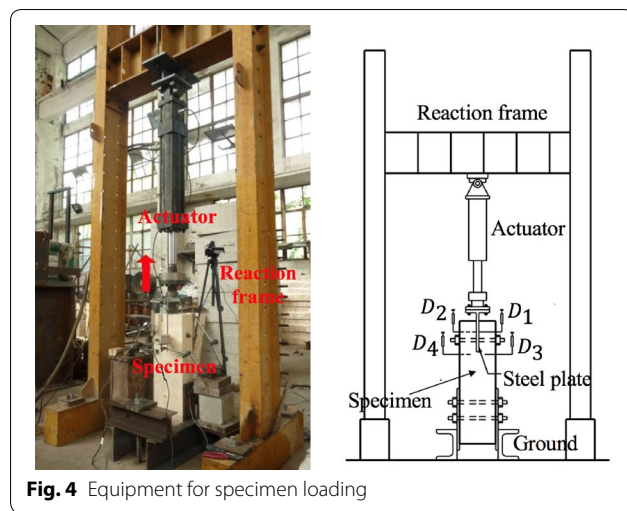 Actuator
Reaction
frame
Specimen
Reaction frame
Actuator
D2 D1
D4 D3
Steel plate
Specimen
Ground
Fig. 4 Equipment for specimen loading